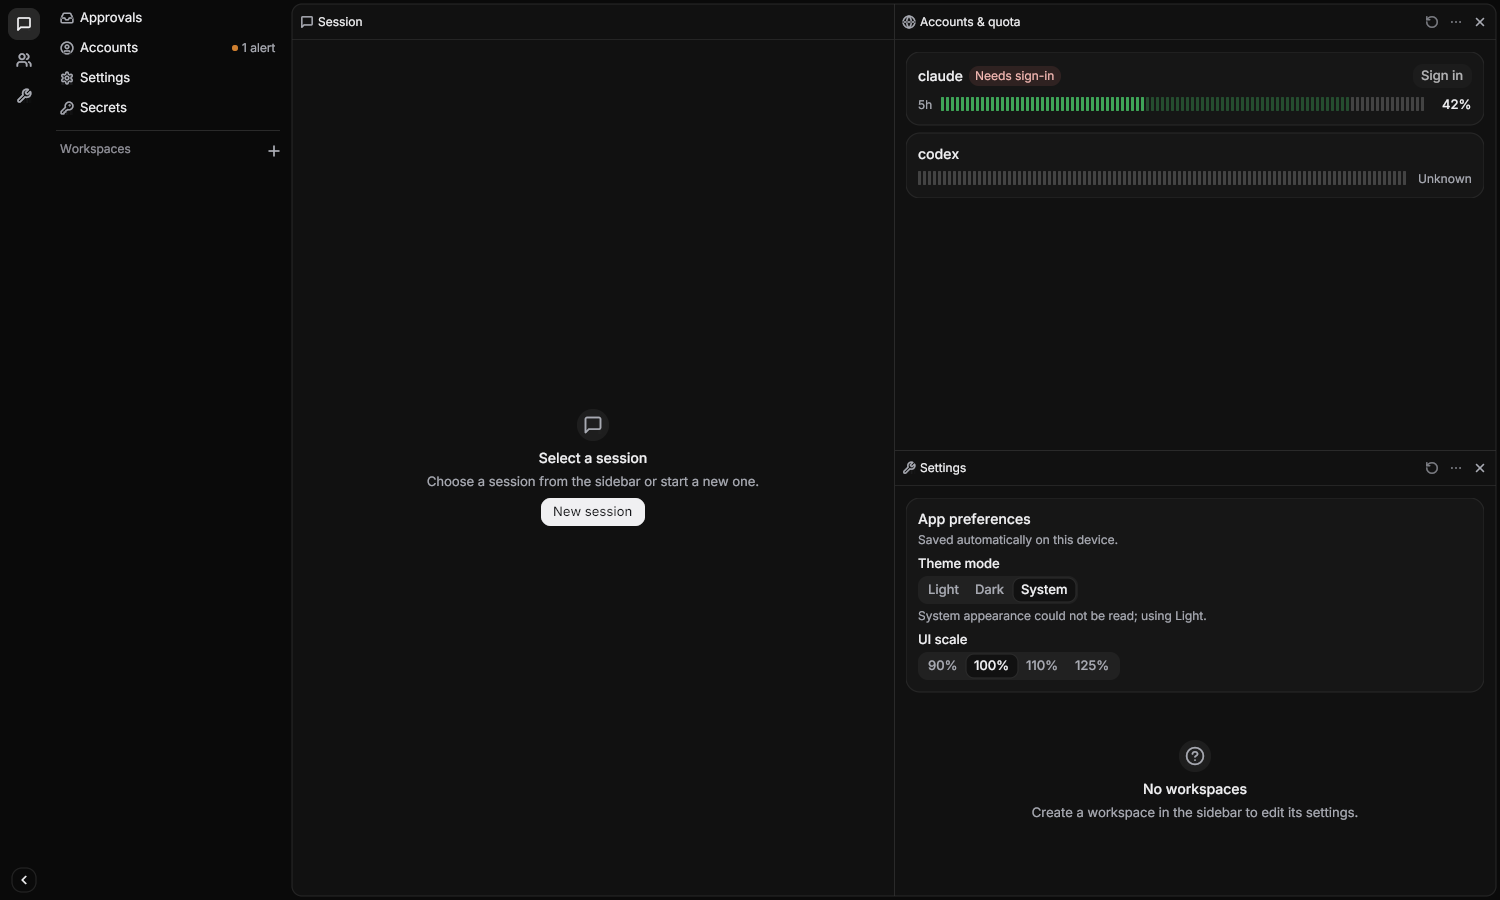 Approvals
Accounts
1 alert
Settings
Secrets
Workspaces
Session
Select a session
Choose a session from the sidebar or start a new one.
New session
Accounts & quota
claude
Needs sign-in
Sign in
5h
42%
codex
Unknown
Settings
App preferences
Saved automatically on this device.
Theme mode
Light Dark System
System appearance could not be read; using Light.
UI scale
90% 100% 110% 125%
No workspaces
Create a workspace in the sidebar to edit its settings.